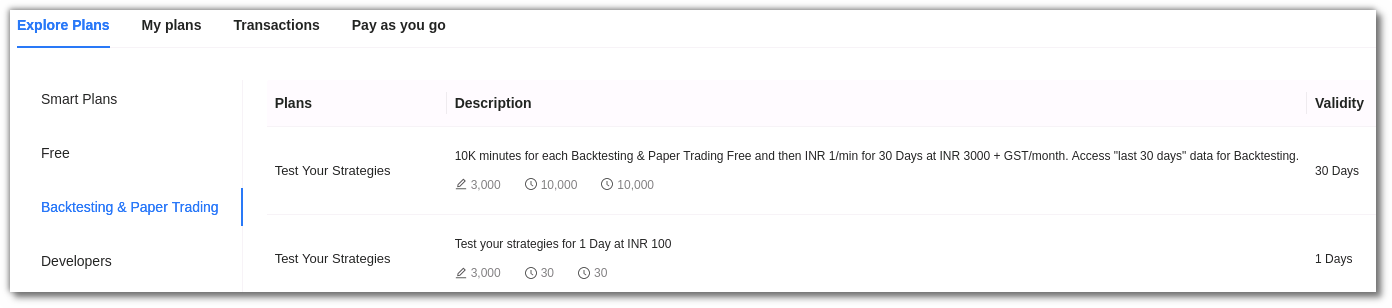 Explore Plans My plans Transactions Pay as you go
Smart Plans
Free
Backtesting & Paper Trading
Developers
Plans Description Validity
10K minutes for each Backtesting & Paper Trading Free and then INR 1/min for 30 Days at INR 3000 + GST/month. Access "last 30 days" data for Backtesting.
Test Your Strategies 30 Days
3,000 10,000 10,000
Test your strategies for 1 Day at INR 100
Test Your Strategies 1 Days
3,000 30 30